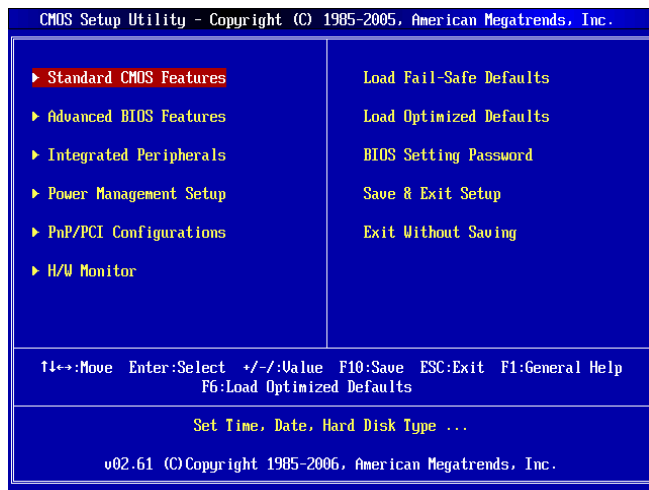 CMOS Setup Utility - Copyright (C) 1985-2005, American Megatrends, Inc.
Standard CMOS Features
Advanced BIOS Features
Integrated Peripherals
Power Management Setup
PnP/PCI Configurations
H/W Monitor
Load Fail-Safe Defaults
Load Optimized Defaults
BIOS Setting Password
Save & Exit Setup
Exit Without Saving
↑↓↔:Move Enter:Select +/-/:Value F10:Save ESC:Exit F1:General Help
F6:Load Optimized Defaults
Set Time, Date, Hard Disk Type ...
v02.61 (C)Copyright 1985-2006, American Megatrends, Inc.